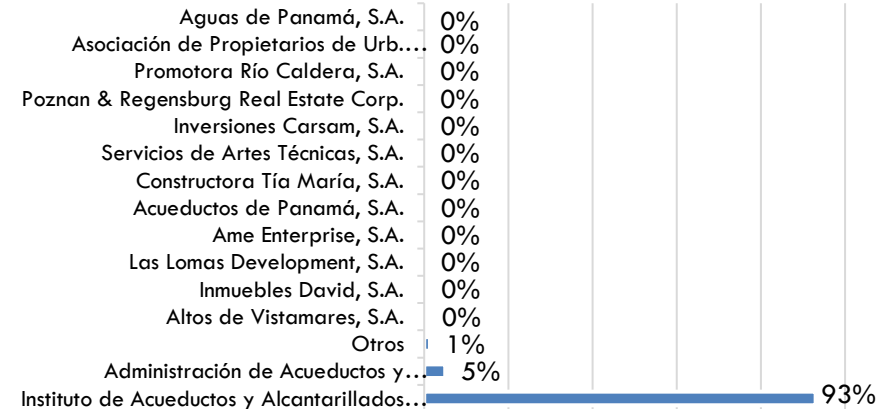 Aguas de Panamá, S.A. 0%
Asociación de Propietarios de Urb.… 0%
Promotora Río Caldera, S.A. 0%
Poznan & Regensburg Real Estate Corp. 0%
Inversiones Carsam, S.A. 0%
Servicios de Artes Técnicas, S.A. 0%
Constructora Tía María, S.A. 0%
Acueductos de Panamá, S.A. 0%
Ame Enterprise, S.A. 0%
Las Lomas Development, S.A. 0%
Inmuebles David, S.A. 0%
Altos de Vistamares, S.A. 0%
Otros 1%
Administración de Acueductos y… 5%
Instituto de Acueductos y Alcantarillados… 93%